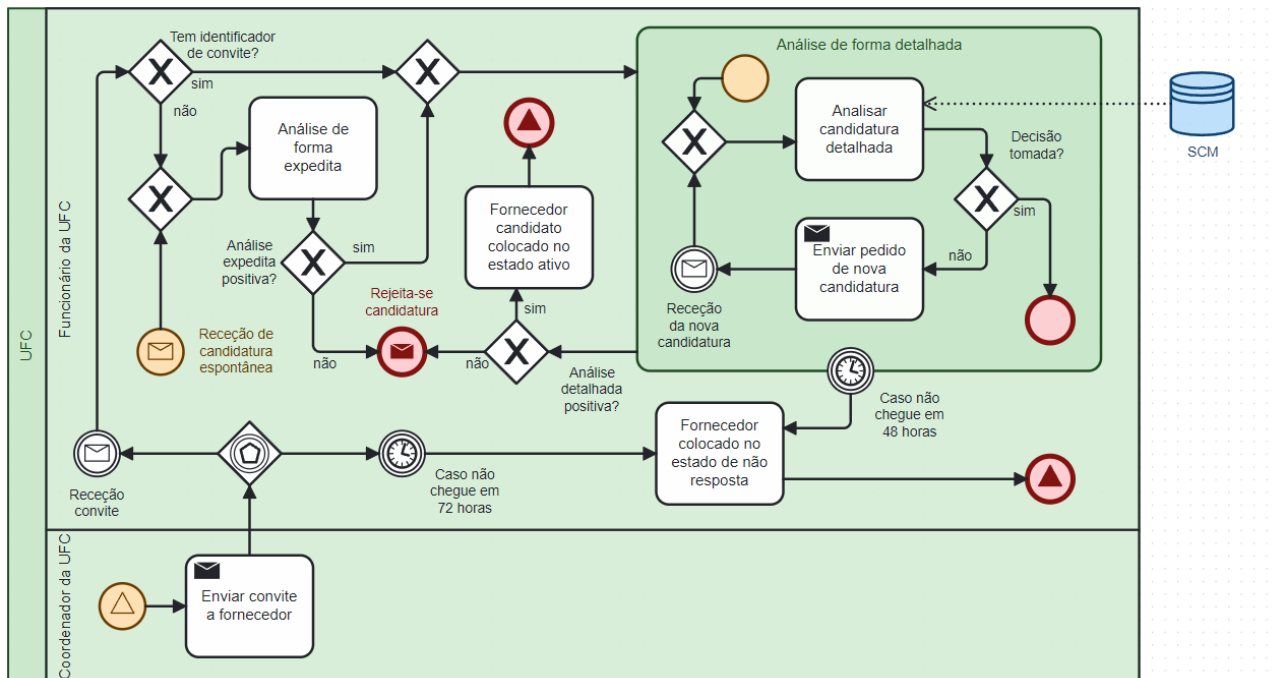 UFC
Funcionário da UFC
Tem identificador
de convite?
sim
não
Análise de
forma
expedita
Análise
expedita
positiva?
sim
não
Receção de
candidatura
espontânea
Rejeita-se
candidatura
Fornecedor
candidato
colocado no
estado ativo
sim
não
Análise
detalhada
positiva?
Análise de forma detalhada
Analisar
candidatura
detalhada
Decisão
tomada?
sim
não
Enviar pedido
de nova
candidatura
Receção
da nova
candidatura
SCM
Caso não
chegue em
48 horas
Fornecedor
colocado no
estado de não
resposta
Receção
convite
Caso não
chegue em
72 horas
Coordenador da UFC
Enviar convite
a fornecedor